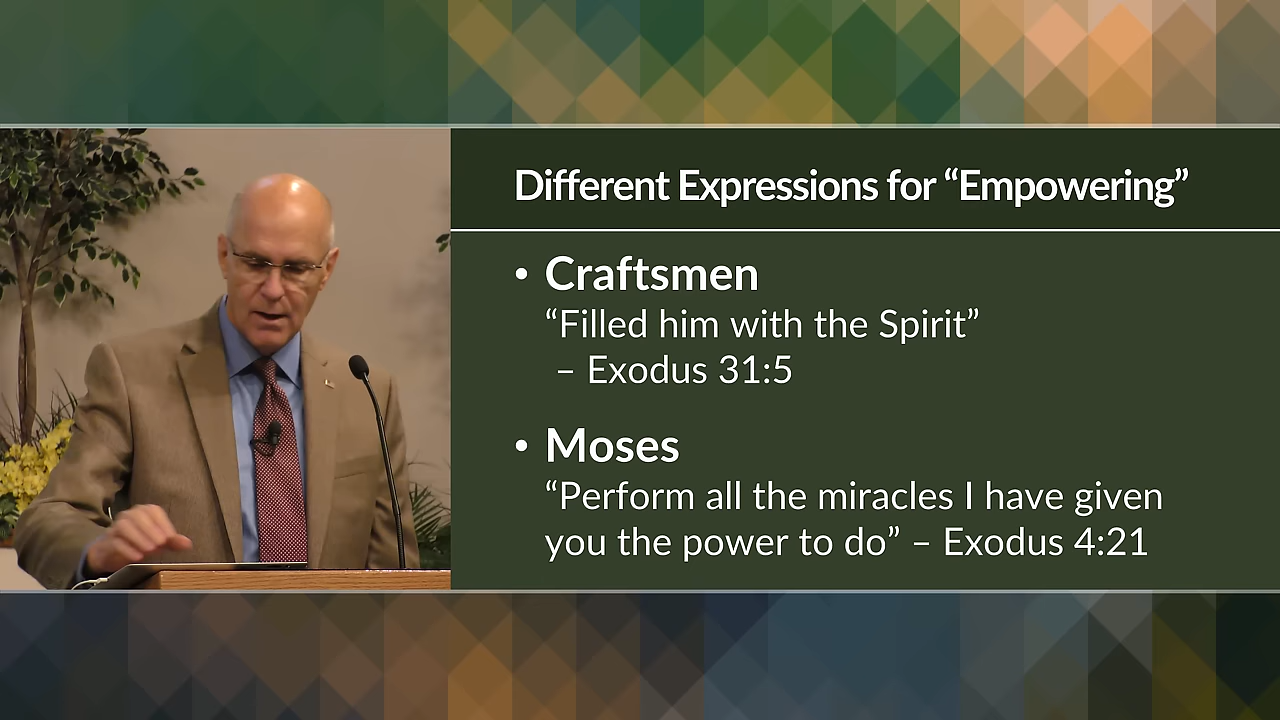 Different Expressions for “Empowering”
• Craftsmen
“Filled him with the Spirit”
– Exodus 31:5
• Moses
“Perform all the miracles I have given
you the power to do” – Exodus 4:21